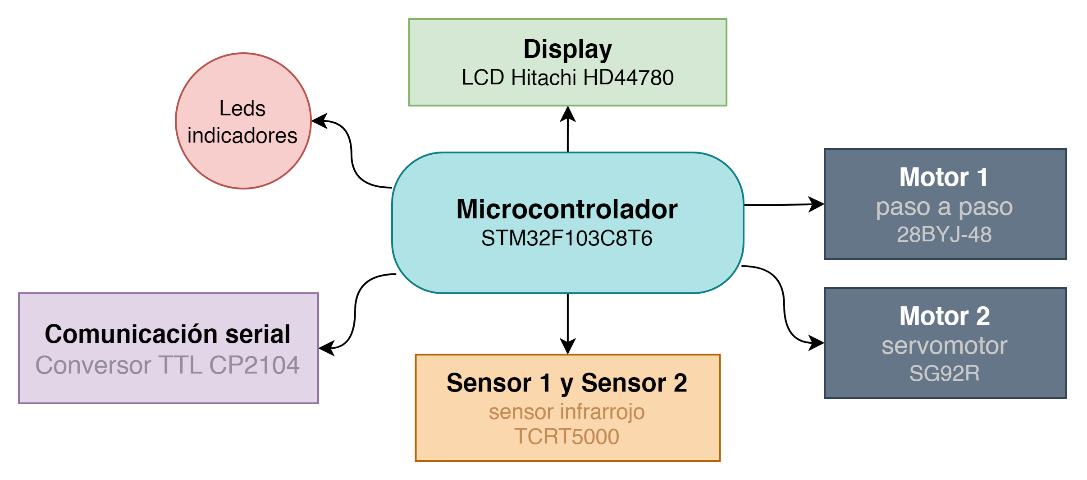 Display
LCD Hitachi HD44780
Leds
indicadores
Microcontrolador
STM32F103C8T6
Motor 1
paso a paso
28BYJ-48
Motor 2
servomotor
SG92R
Comunicación serial
Conversor TTL CP2104
Sensor 1 y Sensor 2
sensor infrarrojo
TCRT5000